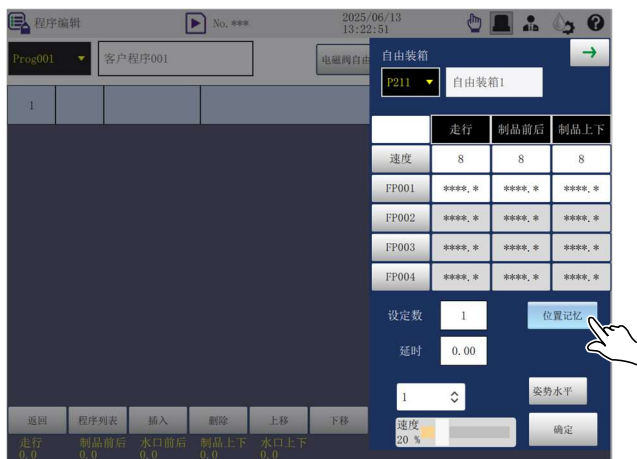 程序编辑 No. *** 2025/06/13
13:22:51
Prog001 客户程序001 电磁阀自由
自由装箱
P211 自由装箱1
1
走行 制品前后 制品上下
速度 8 8 8
FP001 ****.* ****.* ****.*
FP002 ****.* ****.* ****.*
FP003 ****.* ****.* ****.*
FP004 ****.* ****.* ****.*
设定数 1 位置记忆
延时 0.00
1 姿势水平
速度
20 % 确定
返回 程序列表 插入 删除 上移 下移
走行 制品前后 水口前后 制品上下 水口上下
0.0 0.0 0.0 0.0 0.0